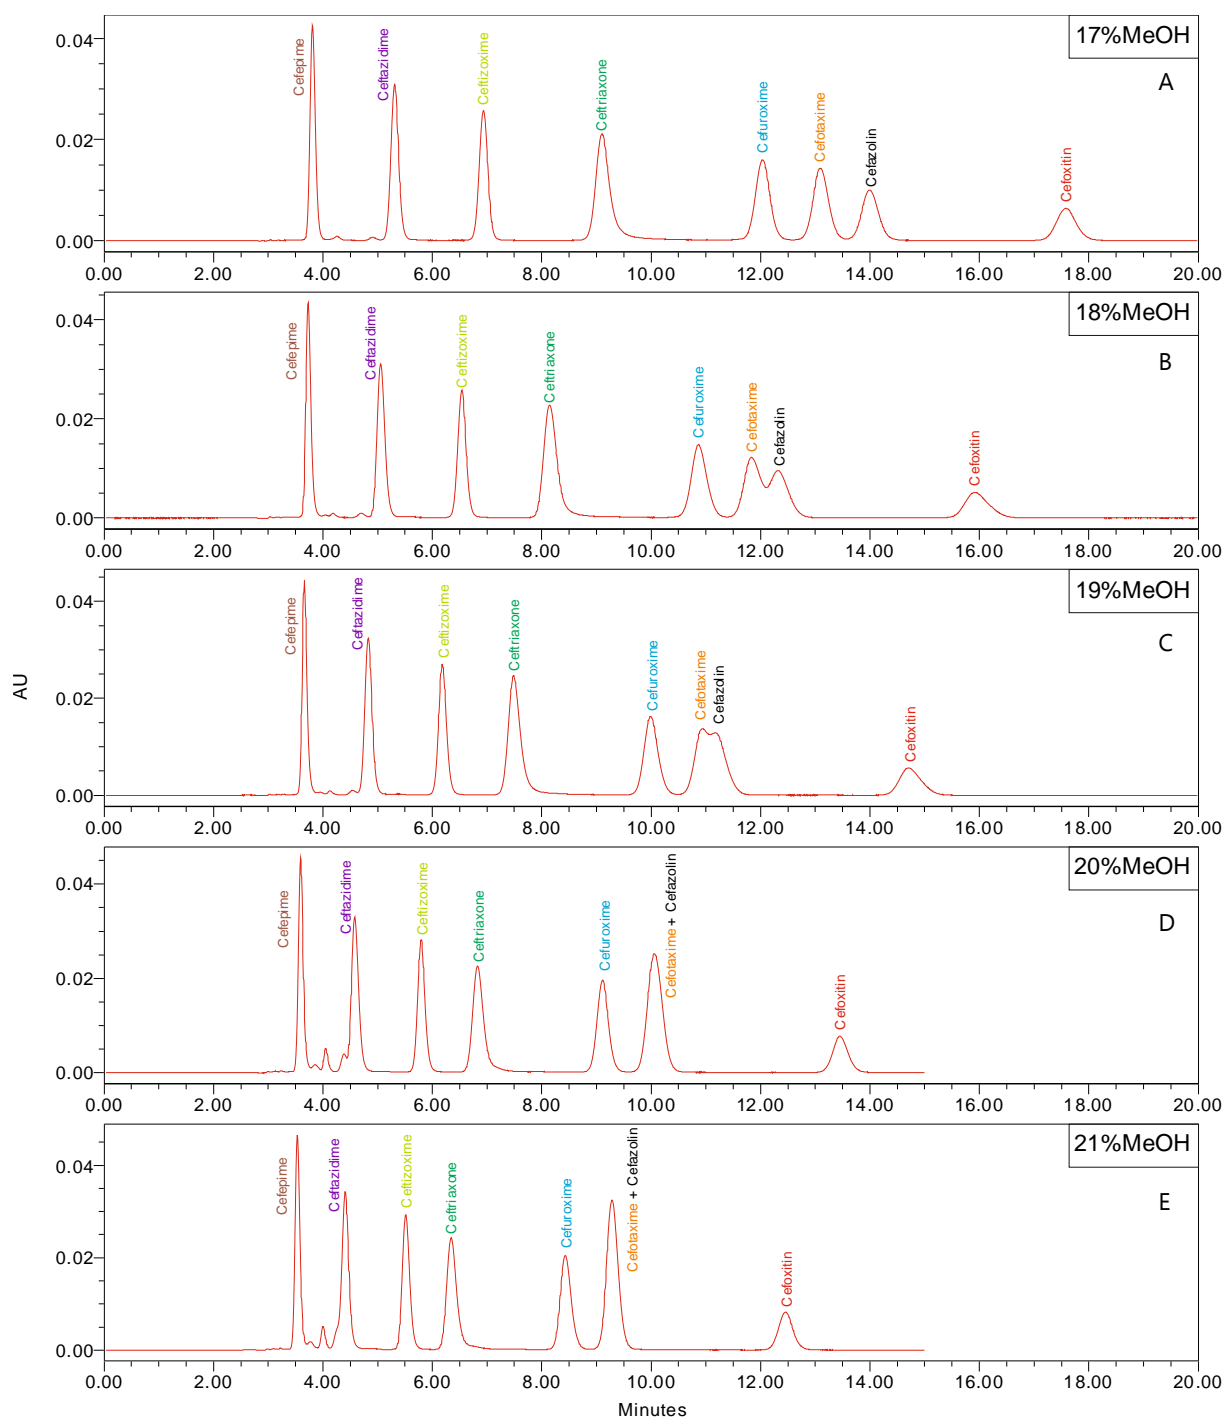 17%MeOH
A
Cefepime
Ceftazidime
Ceftizoxime
Ceftriaxone
Cefuroxime
Cefotaxime
Cefazolin
Cefoxitin
0.04
0.02
0.00
0.00 2.00 4.00 6.00 8.00 10.00 12.00 14.00 16.00 18.00 20.00
18%MeOH
B
Cefepime
Ceftazidime
Ceftizoxime
Ceftriaxone
Cefuroxime
Cefotaxime
Cefazolin
Cefoxitin
0.04
0.02
0.00
0.00 2.00 4.00 6.00 8.00 10.00 12.00 14.00 16.00 18.00 20.00
19%MeOH
C
Cefepime
Ceftazidime
Ceftizoxime
Ceftriaxone
Cefuroxime
Cefotaxime
Cefazolin
Cefoxitin
0.04
0.02
0.00
AU
0.00 2.00 4.00 6.00 8.00 10.00 12.00 14.00 16.00 18.00 20.00
20%MeOH
D
Cefepime
Ceftazidime
Ceftizoxime
Ceftriaxone
Cefuroxime
Cefotaxime + Cefazolin
Cefoxitin
0.04
0.02
0.00
0.00 2.00 4.00 6.00 8.00 10.00 12.00 14.00 16.00 18.00 20.00
21%MeOH
E
Cefepime
Ceftazidime
Ceftizoxime
Ceftriaxone
Cefuroxime
Cefotaxime + Cefazolin
Cefoxitin
0.04
0.02
0.00
0.00 2.00 4.00 6.00 8.00 10.00 12.00 14.00 16.00 18.00 20.00
Minutes